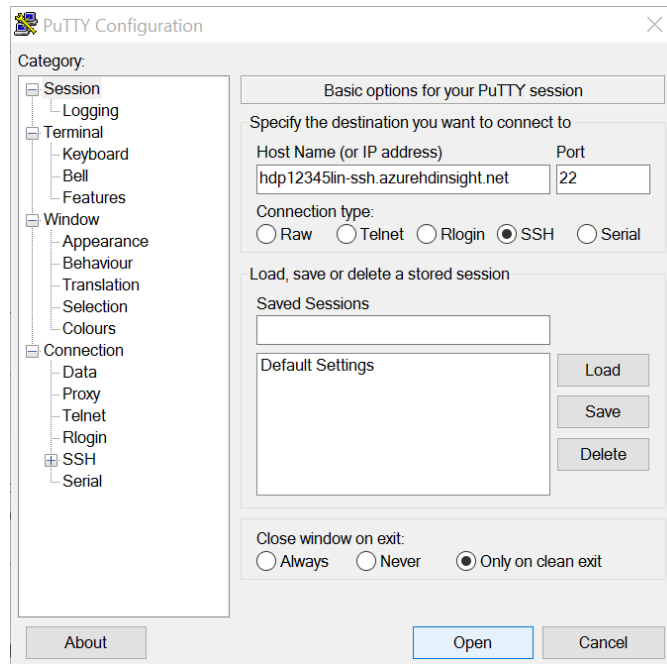 PuTTY Configuration
Category:
Session
Logging
Terminal
Keyboard
Bell
Features
Window
Appearance
Behaviour
Translation
Selection
Colours
Connection
Data
Proxy
Telnet
Rlogin
SSH
Serial
Basic options for your PuTTY session
Specify the destination you want to connect to
Host Name (or IP address) Port
hdp12345lin-ssh.azurehdinsight.net 22
Connection type:
Raw Telnet Rlogin SSH Serial
Load, save or delete a stored session
Saved Sessions
Default Settings
Load
Save
Delete
Close window on exit:
Always Never Only on clean exit
About Open Cancel